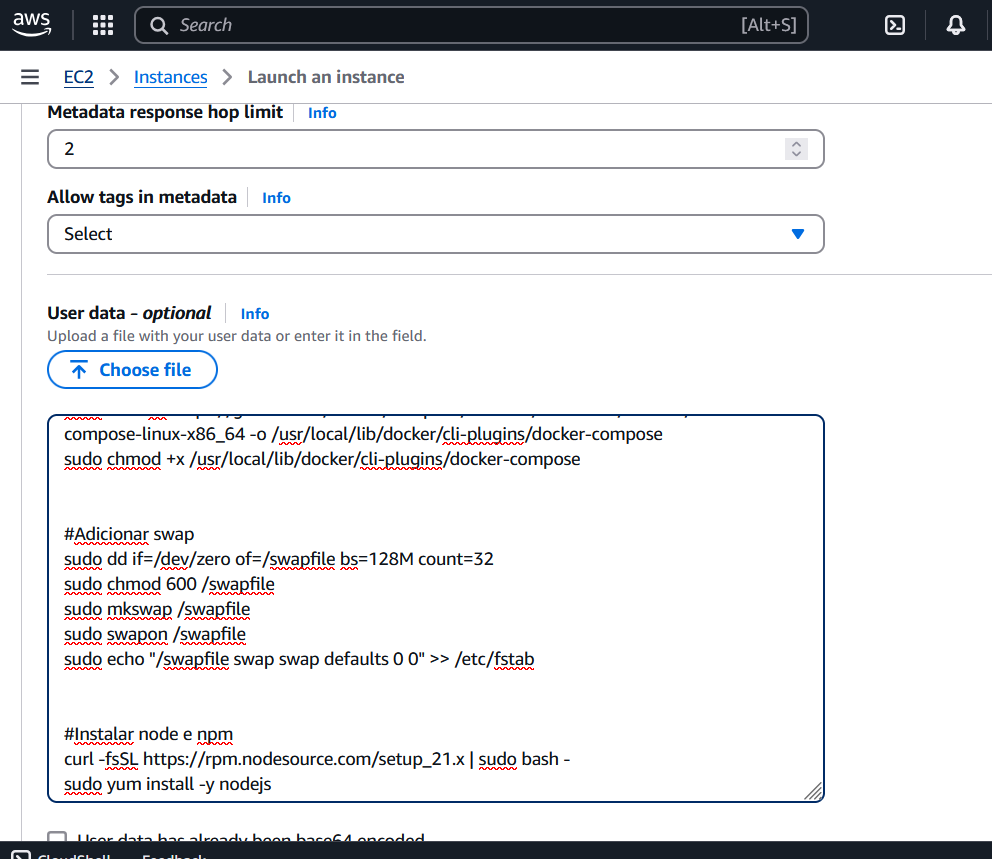 aws
Search
[Alt+S]
EC2
Instances
Launch an instance
Metadata response hop limit
Info
2
Allow tags in metadata
Info
Select
User data - optional
Info
Upload a file with your user data or enter it in the field.
Choose file
compose-linux-x86_64 -o /usr/local/lib/docker/cli-plugins/docker-compose
sudo chmod +x /usr/local/lib/docker/cli-plugins/docker-compose
#Adicionar swap
sudo dd if=/dev/zero of=/swapfile bs=128M count=32
sudo chmod 600 /swapfile
sudo mkswap /swapfile
sudo swapon /swapfile
sudo echo "/swapfile swap swap defaults 0 0" >> /etc/fstab
#Instalar node e npm
curl -fsSL https://rpm.nodesource.com/setup_21.x | sudo bash -
sudo yum install -y nodejs
User data has already been base64 encoded
CloudShell
Feedback